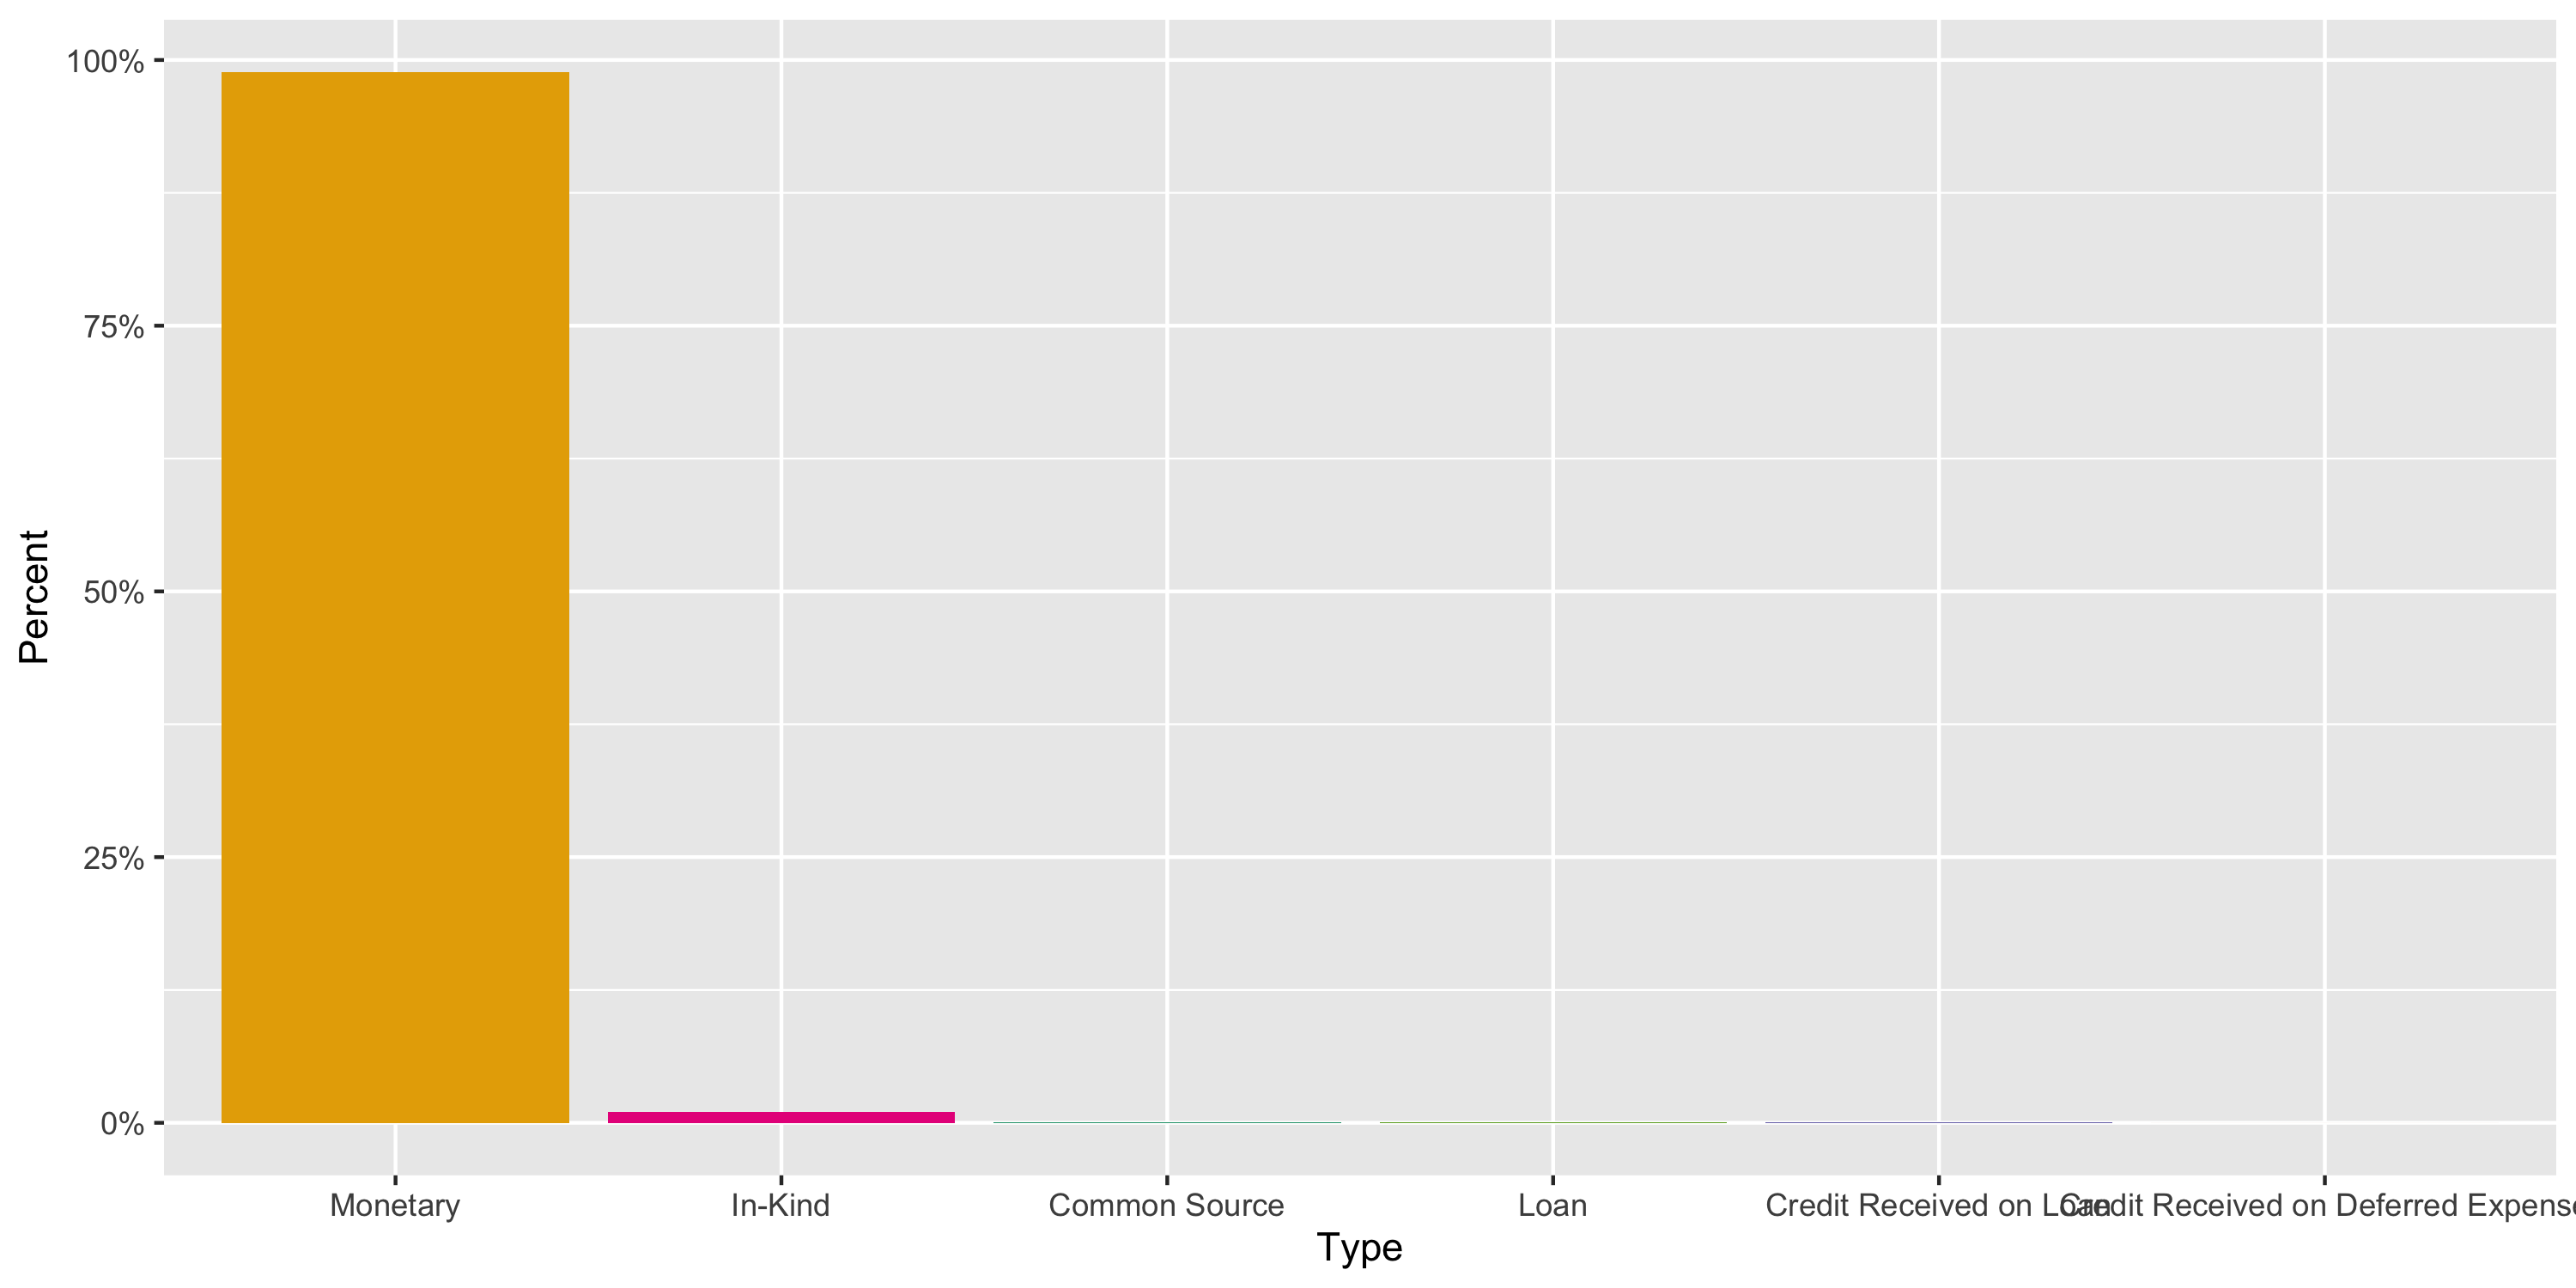 Percent
100%
75%
50%
25%
0%
Monetary
In-Kind
Common Source
Loan
Credit Received on Loan
Credit Received on Deferred Expense
Type